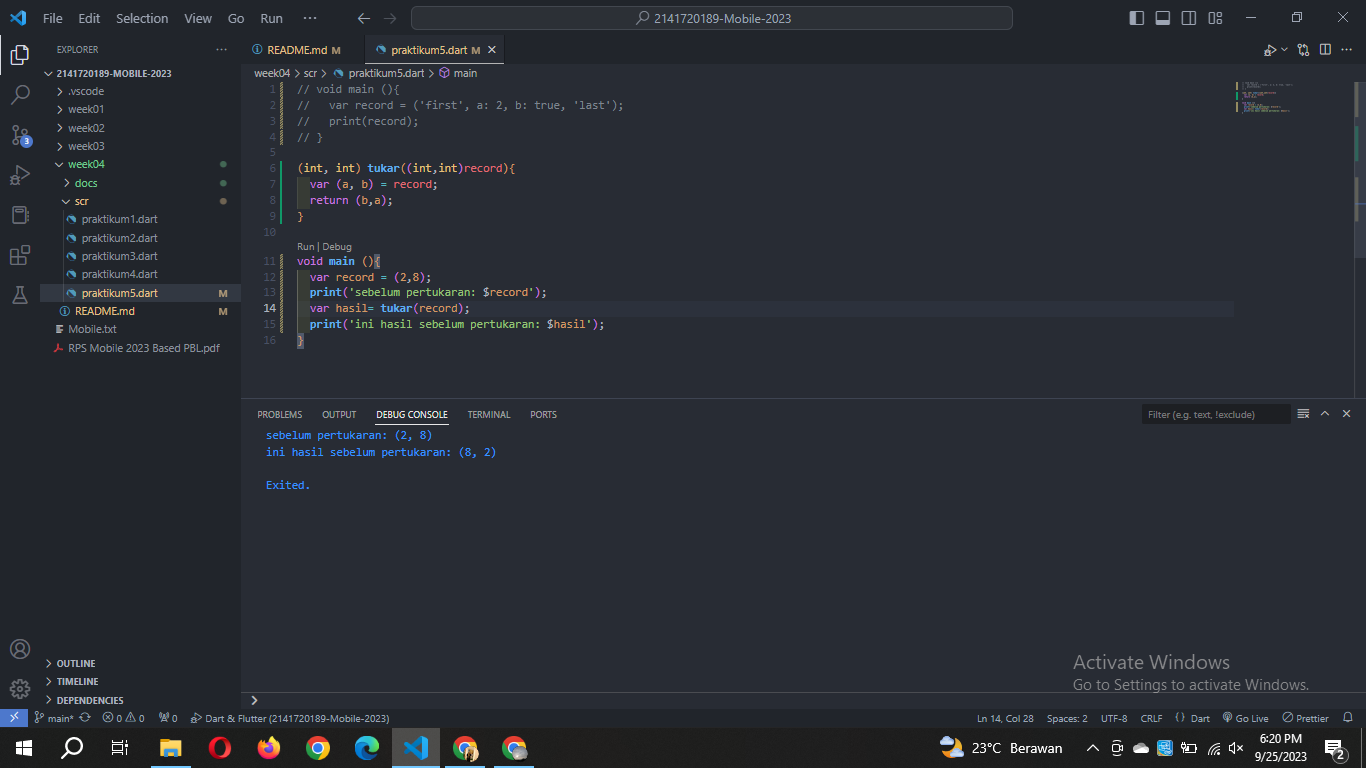 File Edit Selection View Go Run ··· 2141720189-Mobile-2023
EXPLORER ···
2141720189-MOBILE-2023
.vscode
week01
week02
week03
week04
docs
scr
praktikum1.dart
praktikum2.dart
praktikum3.dart
praktikum4.dart
praktikum5.dart M
README.md M
Mobile.txt
RPS Mobile 2023 Based PBL.pdf
OUTLINE
TIMELINE
DEPENDENCIES
3
README.md M praktikum5.dart M
week04 > scr > praktikum5.dart > main
1 // void main (){
2 //   var record = ('first', a: 2, b: true, 'last');
3 //   print(record);
4 // }
5
6 (int, int) tukar((int,int)record){
7   var (a, b) = record;
8   return (b,a);
9 }
10
Run | Debug
11 void main (){
12   var record = (2,8);
13   print('sebelum pertukaran: $record');
14   var hasil= tukar(record);
15   print('ini hasil sebelum pertukaran: $hasil');
16 }
PROBLEMS OUTPUT DEBUG CONSOLE TERMINAL PORTS Filter (e.g. text, !exclude)
sebelum pertukaran: (2, 8)
ini hasil sebelum pertukaran: (8, 2)
Exited.
Activate Windows
Go to Settings to activate Windows.
main* 0 0 0 Dart & Flutter (2141720189-Mobile-2023) Ln 14, Col 28 Spaces: 2 UTF-8 CRLF {} Dart Go Live Prettier
23°C Berawan 6:20 PM
9/25/2023 2